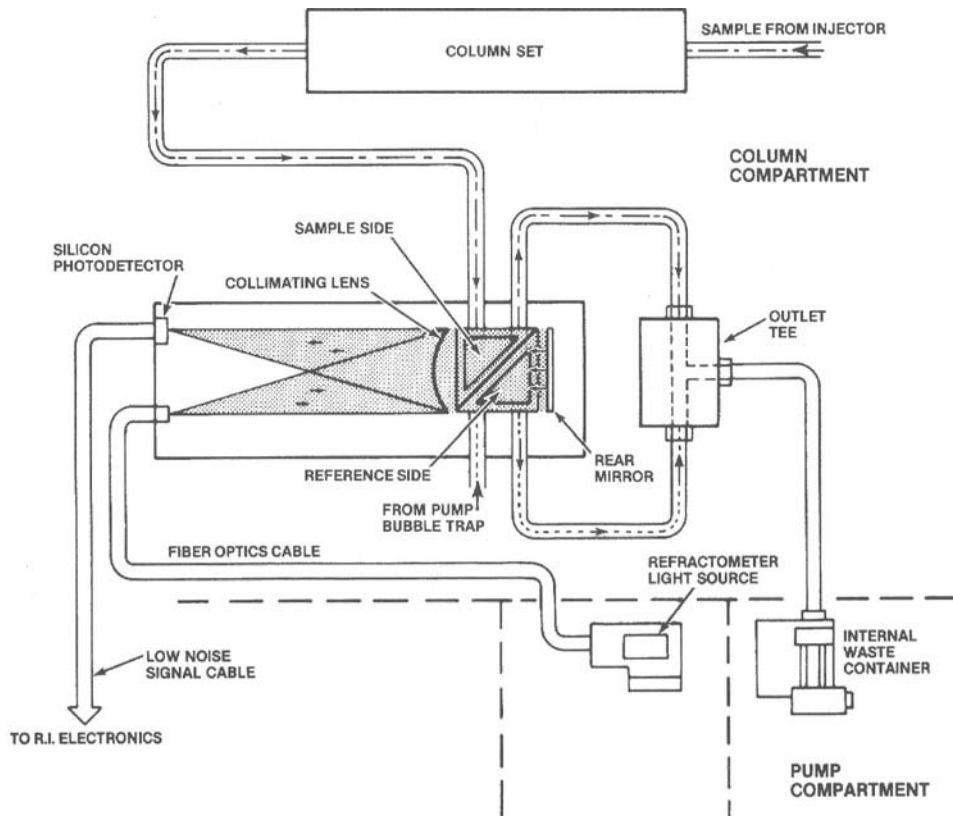 SAMPLE FROM INJECTOR
COLUMN SET
COLUMN
COMPARTMENT
SAMPLE SIDE
SILICON
PHOTODETECTOR
COLLIMATING LENS
OUTLET
TEE
REFERENCE SIDE
REAR
MIRROR
FROM PUMP
BUBBLE TRAP
FIBER OPTICS CABLE
REFRACTOMETER
LIGHT SOURCE
INTERNAL
WASTE
CONTAINER
LOW NOISE
SIGNAL CABLE
TO R.I. ELECTRONICS
PUMP
COMPARTMENT